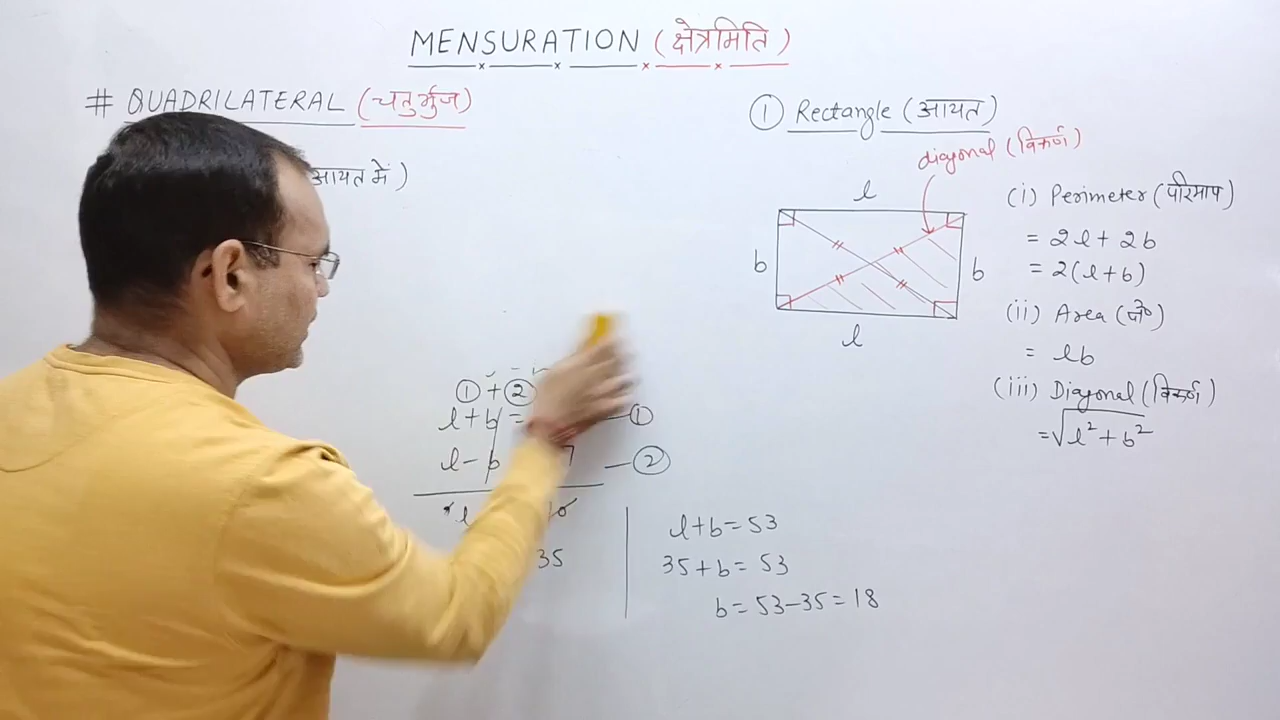 MENSURATION (क्षेत्रमिति)
# QUADRILATERAL (चतुर्भुज)
आयत में)
① + ②
l+b = — ①
l-b 7 — ②
l
35
l+b=53
35+b=53
b=53-35=18
① Rectangle (आयत)
diagonal (विकर्ण)
l
b
b
l
(i) Perimeter (परिमाप)
= 2l+2b
= 2(l+b)
(ii) Area (क्षे०)
= lb
(iii) Diagonal (विकर्ण)
=√l²+b²